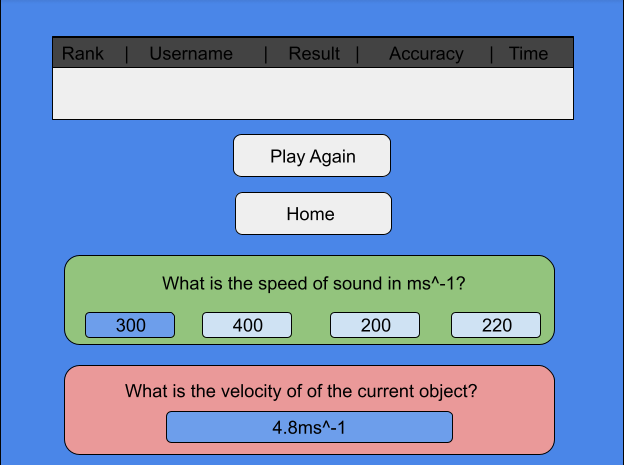 Rank | Username | Result | Accuracy | Time
Play Again
Home
What is the speed of sound in ms^-1?
300 400 200 220
What is the velocity of of the current object?
4.8ms^-1